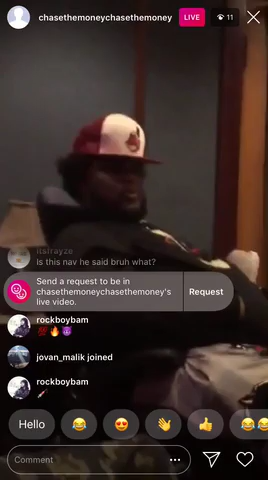 chasethemoneychasethemoney
LIVE
11
itsfrayze
Is this nav he said bruh what?
Send a request to be in
chasethemoneychasethemoney's
live video.
Request
rockboybam
💯🔥😈
jovan_malik joined
rockboybam
Hello
😂
😍
👋
👍
😂😂
Comment